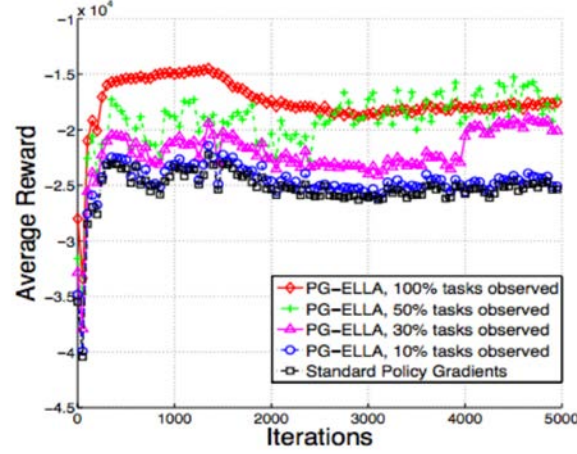 x 10⁴
−1
−1.5
−2
−2.5
−3
−3.5
−4
−4.5
Average Reward
PG−ELLA, 100% tasks observed
PG−ELLA, 50% tasks observed
PG−ELLA, 30% tasks observed
PG−ELLA, 10% tasks observed
Standard Policy Gradients
0 1000 2000 3000 4000 5000
Iterations